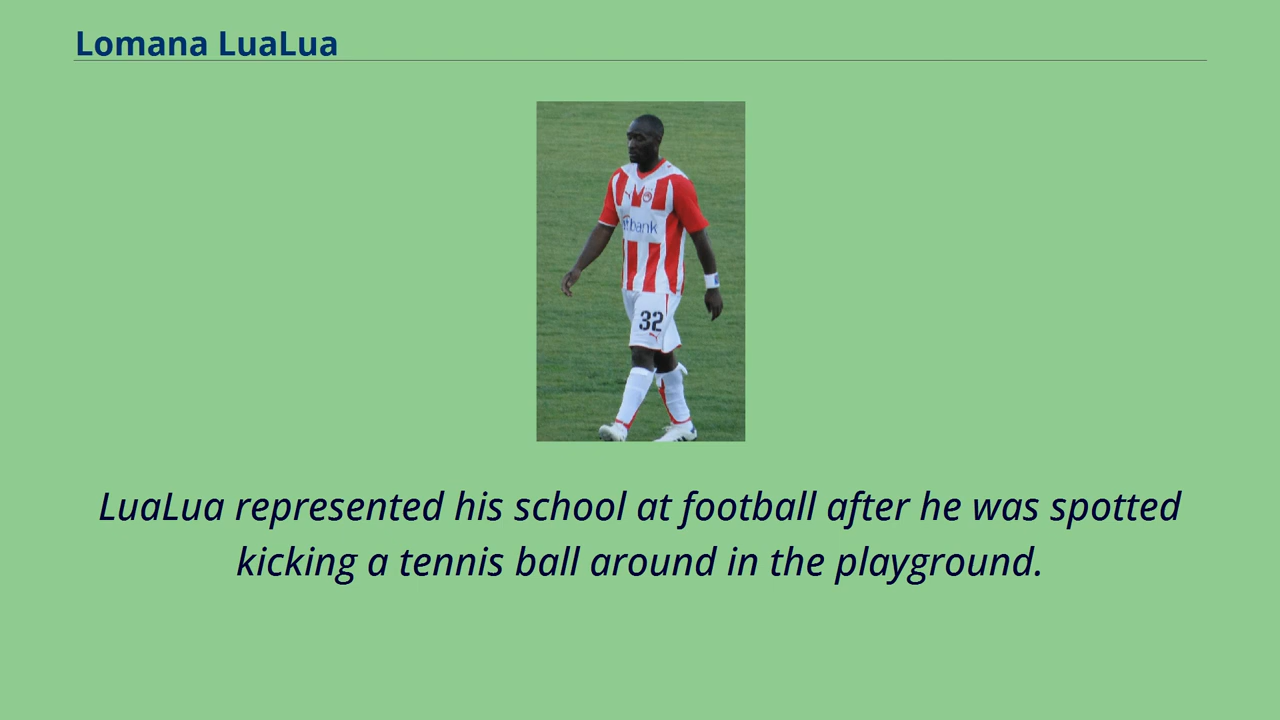 Lomana LuaLua
tbank
32
LuaLua represented his school at football after he was spotted
kicking a tennis ball around in the playground.